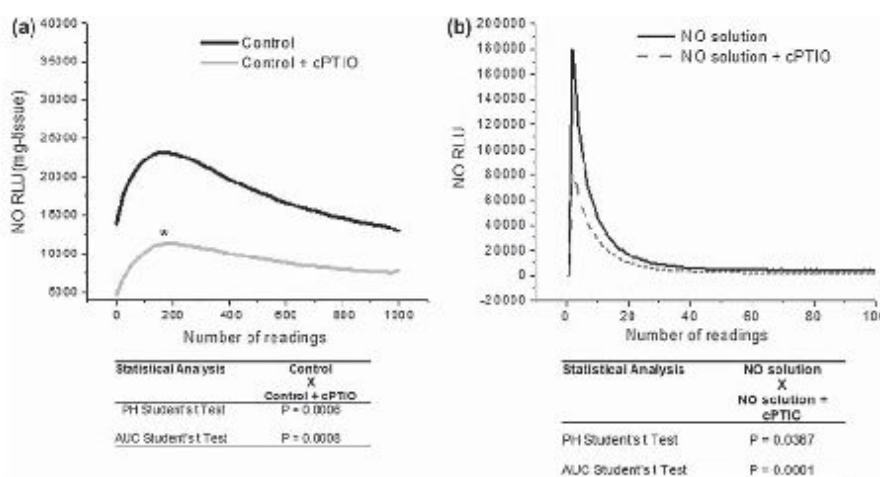 (a)
Control
Control + cPTIO
NO RLU(mg-tissue)
40000
35000
30000
25000
20000
15000
10000
5000
*
0
200
400
600
800
1000
Number of readings
Statistical Analysis
Control
X
Control + cPTIO
PH Student's t Test
P = 0.0006
AUC Student's t Test
P = 0.0008
(b)
NO solution
NO solution + cPTIO
NO RLU
200000
180000
160000
140000
120000
100000
80000
60000
40000
20000
0
-20000
0
20
40
60
80
100
Number of readings
Statistical Analysis
NO solution
X
NO solution +
cPTIO
PH Student's t Test
P = 0.0367
AUC Student's t Test
P = 0.0001